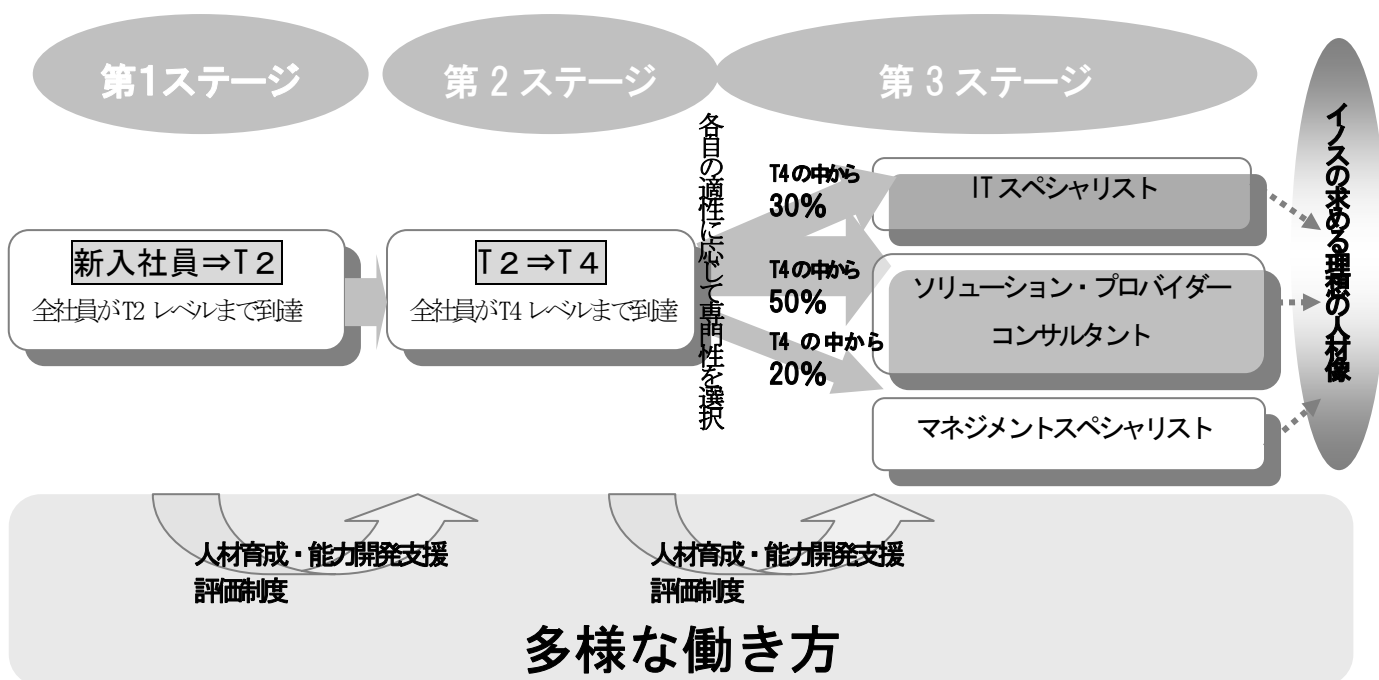 第1ステージ
第2ステージ
第3ステージ
新入社員⇒T2
全社員がT2レベルまで到達
T2⇒T4
全社員がT4レベルまで到達
各自の適性に応じて専門性を選択
T4の中から
30%
T4の中から
50%
T4 の中から
20%
ITスペシャリスト
ソリューション・プロバイダー
コンサルタント
マネジメントスペシャリスト
イノスの求める理想の人材像
人材育成・能力開発支援
評価制度
人材育成・能力開発支援
評価制度
多様な働き方